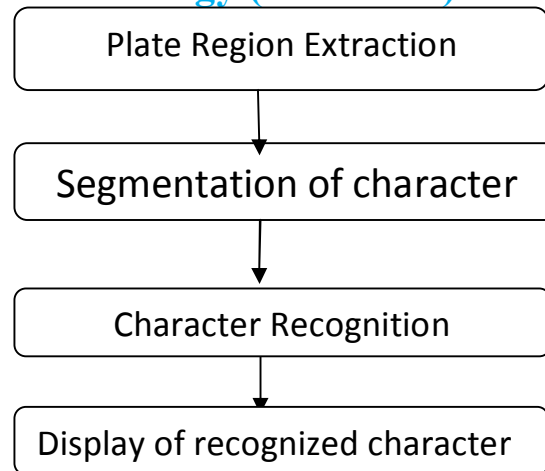 Plate Region Extraction
Segmentation of character
Character Recognition
Display of recognized character